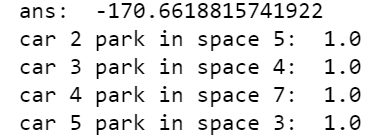 ans:  -170.6618815741922
car 2 park in space 5:  1.0
car 3 park in space 4:  1.0
car 4 park in space 7:  1.0
car 5 park in space 3:  1.0